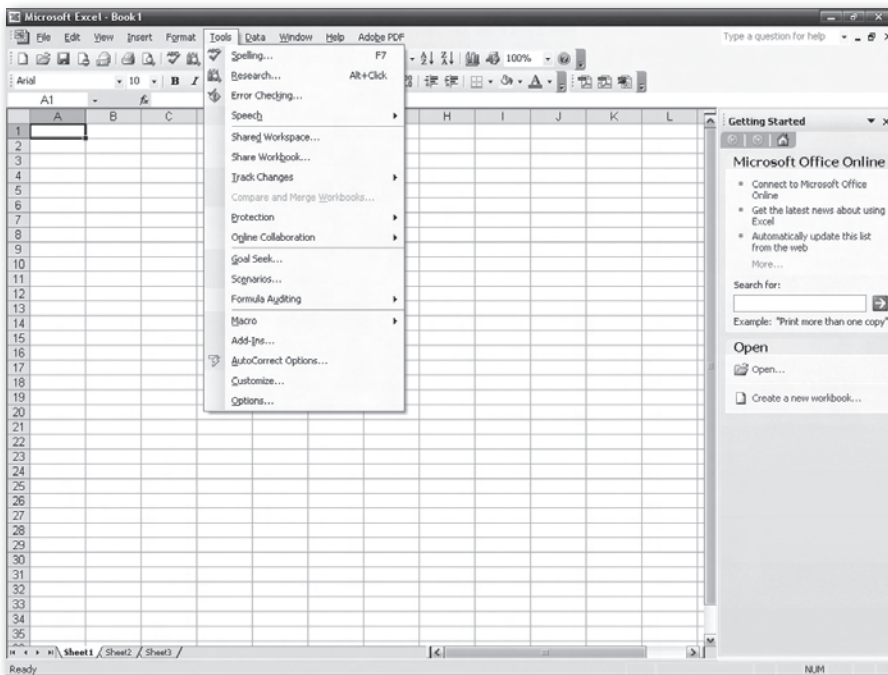 Microsoft Excel - Book1
File Edit View Insert Format Tools Data Window Help Adobe PDF Type a question for help
100%
Arial 10 B I A
A1 fx
A B C H I J K L
Spelling... F7
Research... Alt+Click
Error Checking...
Speech
Shared Workspace...
Share Workbook...
Track Changes
Compare and Merge Workbooks...
Protection
Online Collaboration
Goal Seek...
Scenarios...
Formula Auditing
Macro
Add-Ins...
AutoCorrect Options...
Customize...
Options...
1
2
3
4
5
6
7
8
9
10
11
12
13
14
15
16
17
18
19
20
21
22
23
24
25
26
27
28
29
30
31
32
33
34
35
Getting Started
Microsoft Office Online
Connect to Microsoft Office
Online
Get the latest news about using
Excel
Automatically update this list
from the web
More...
Search for:
Example: "Print more than one copy"
Open
Open...
Create a new workbook...
Sheet1 Sheet2 Sheet3
Ready NUM